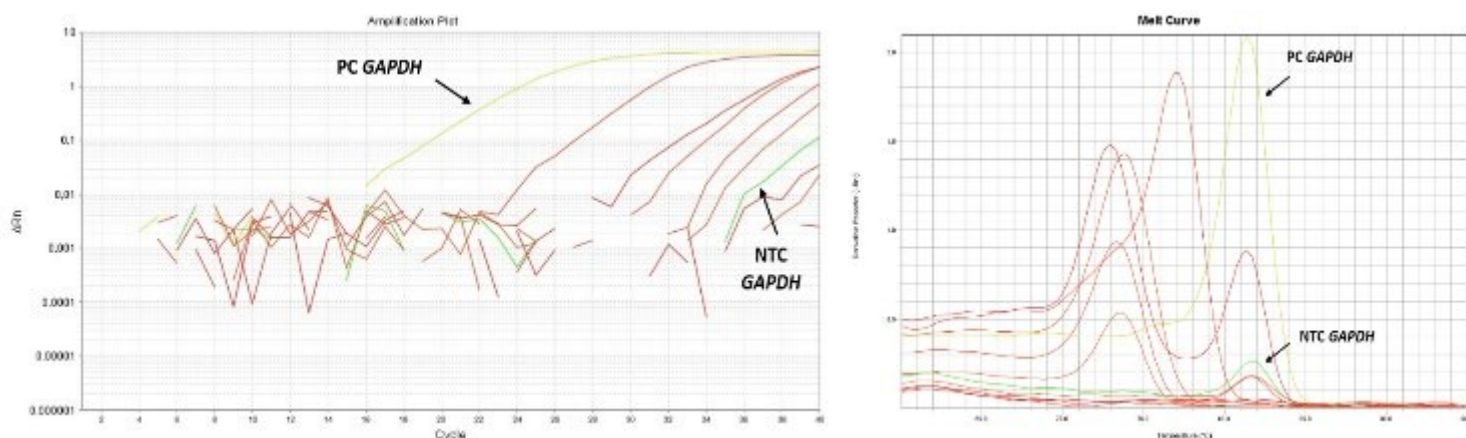 Amplification Plot
10
1
0.1
0.01
0.001
0.0001
0.00001
0.000001
ΔRn
2 4 6 8 10 12 14 16 18 20 22 24 26 28 30 32 34 36 38 40
Cycle
PC GAPDH
NTC
GAPDH
Melt Curve
PC GAPDH
NTC GAPDH